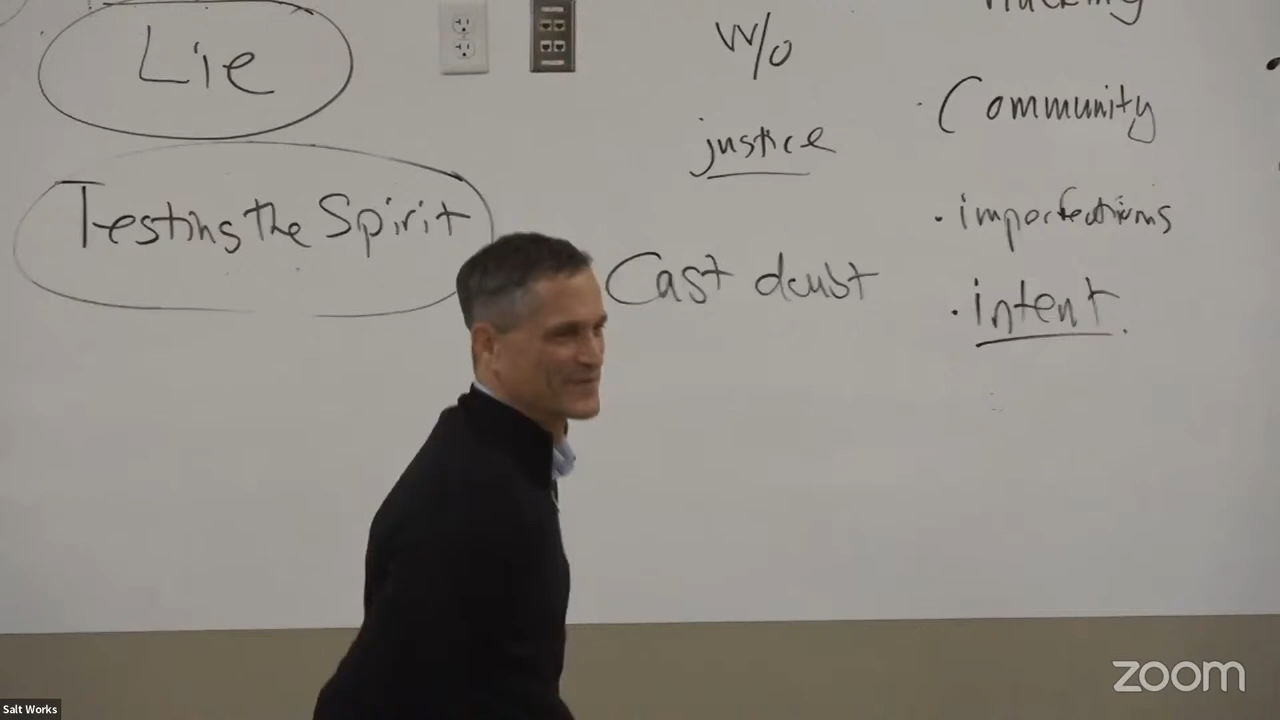 Lie
Testing the Spirit
w/o
justice
Cast doubt
· Community
· imperfections
· intent.
Salt Works
zoom